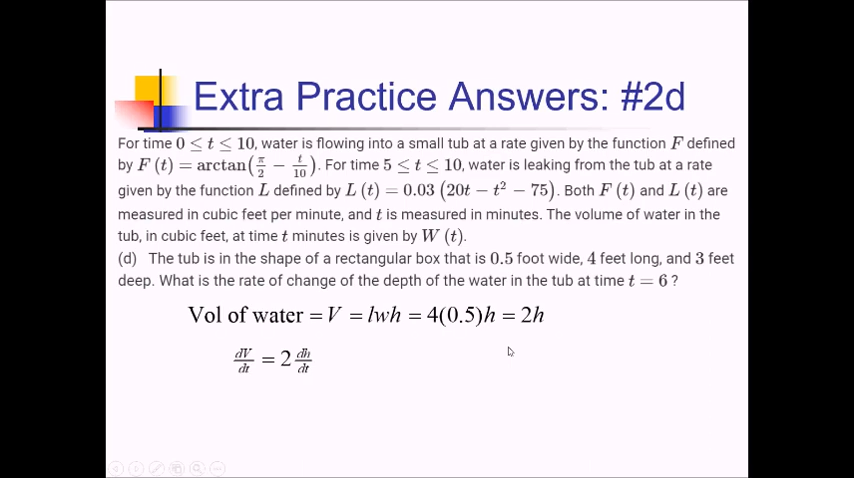 Extra Practice Answers: #2d
For time 0 ≤ t ≤ 10, water is flowing into a small tub at a rate given by the function F defined
by F (t) = arctan(π/2 − t/10). For time 5 ≤ t ≤ 10, water is leaking from the tub at a rate
given by the function L defined by L (t) = 0.03 (20t − t² − 75). Both F (t) and L (t) are
measured in cubic feet per minute, and t is measured in minutes. The volume of water in the
tub, in cubic feet, at time t minutes is given by W (t).
(d) The tub is in the shape of a rectangular box that is 0.5 foot wide, 4 feet long, and 3 feet
deep. What is the rate of change of the depth of the water in the tub at time t = 6 ?
Vol of water = V = lwh = 4(0.5)h = 2h
dV/dt = 2 dh/dt